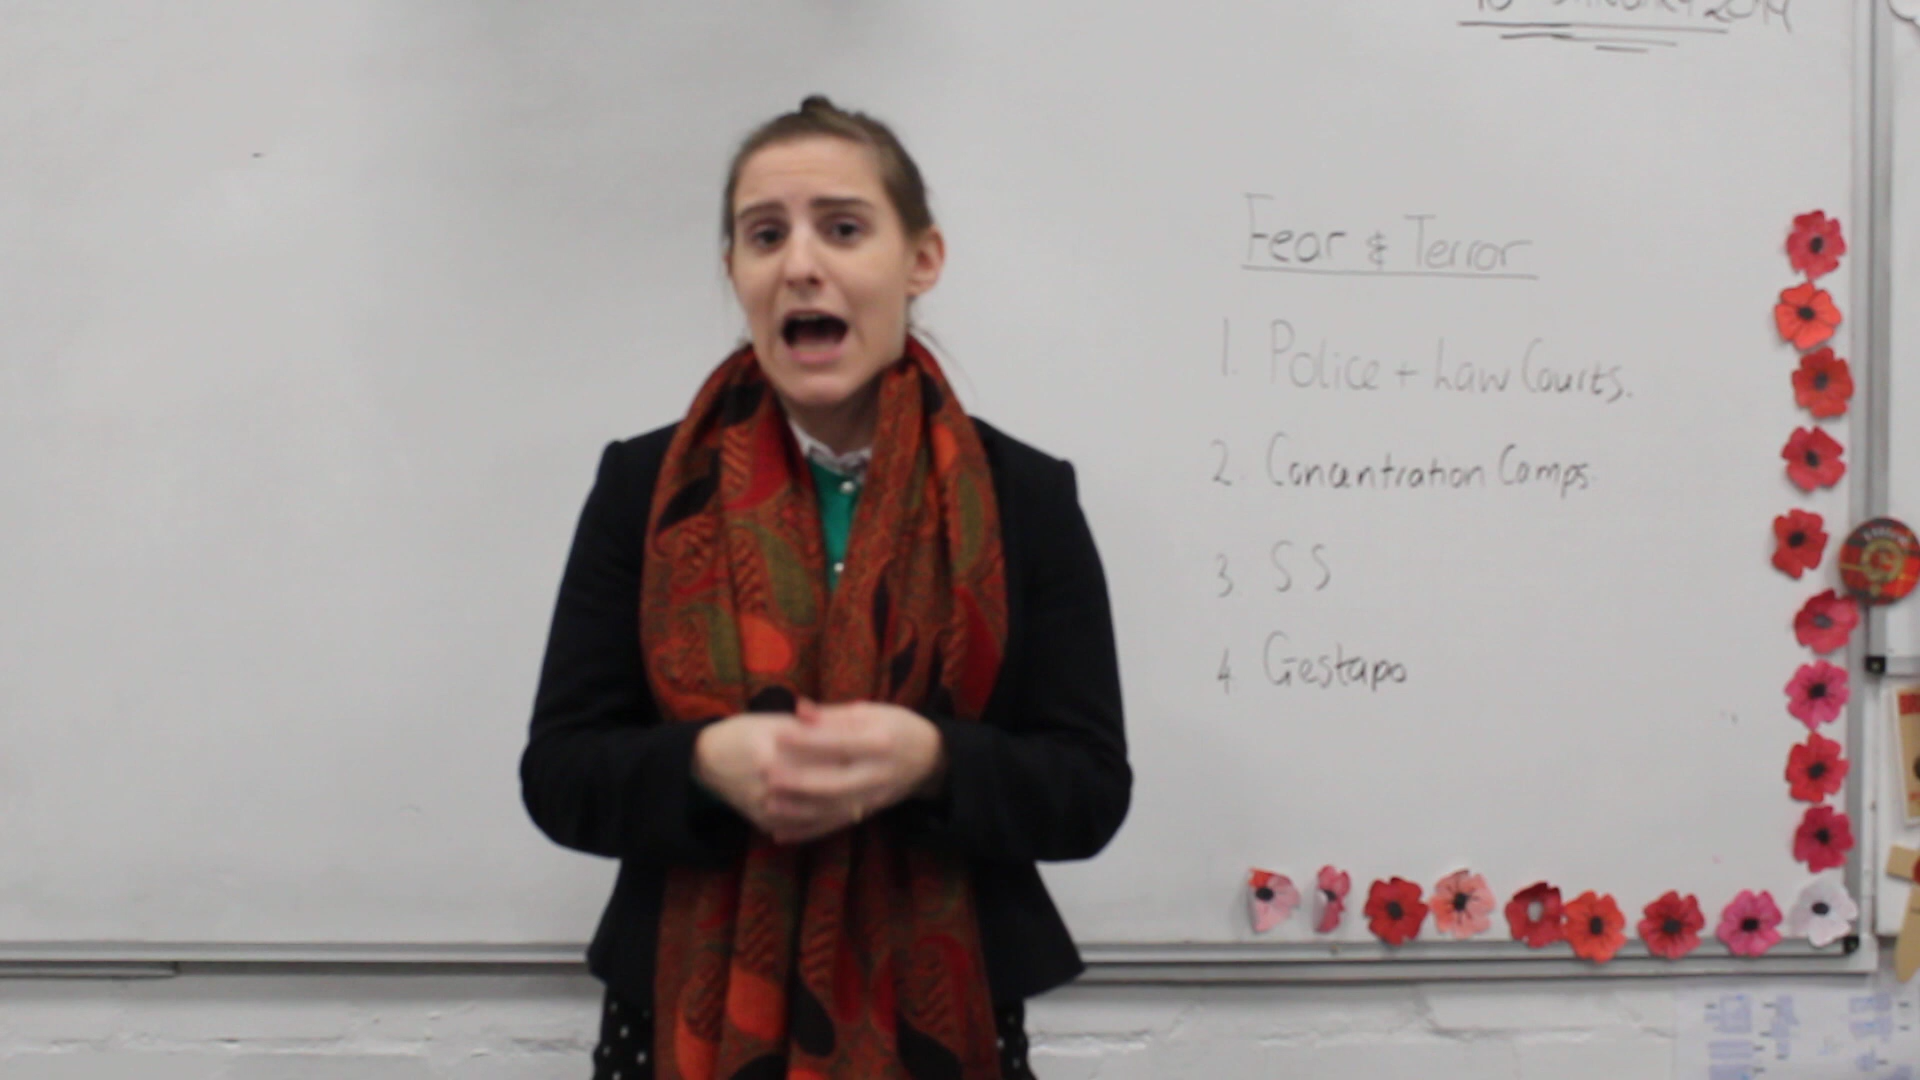 Fear & Terror
1. Police + Law Courts.
2. Concentration Camps.
3 SS
4. Gestapo